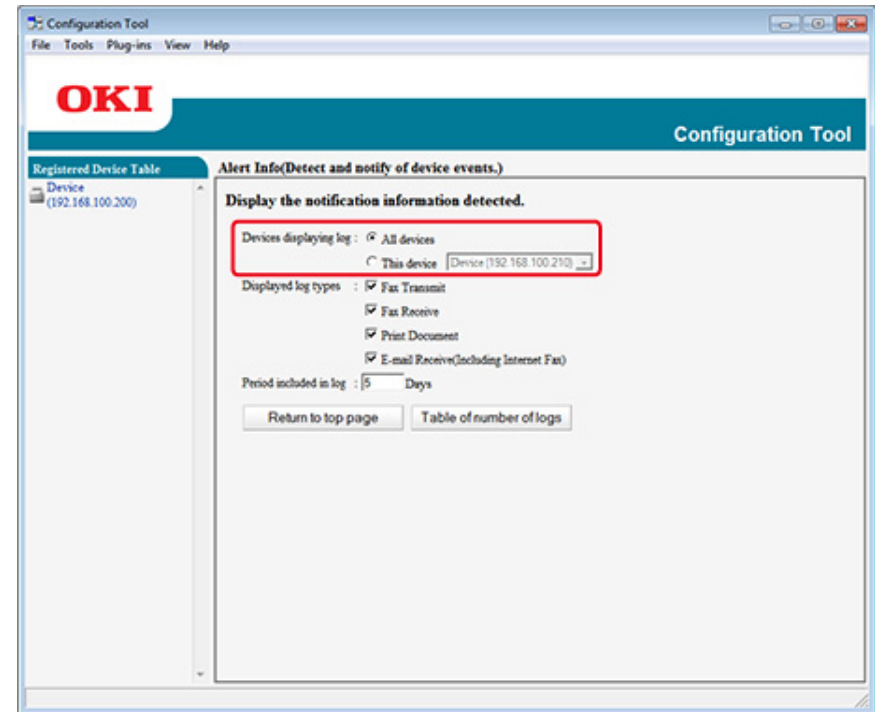 Configuration Tool
File Tools Plug-ins View Help
OKI
Configuration Tool
Registered Device Table
Device
(192.168.100.200)
Alert Info(Detect and notify of device events.)
Display the notification information detected.
Devices displaying log : All devices
This device Device (192.168.100.210)
Displayed log types : Fax Transmit
Fax Receive
Print Document
E-mail Receive(Including Internet Fax)
Period included in log : 5 Days
Return to top page Table of number of logs